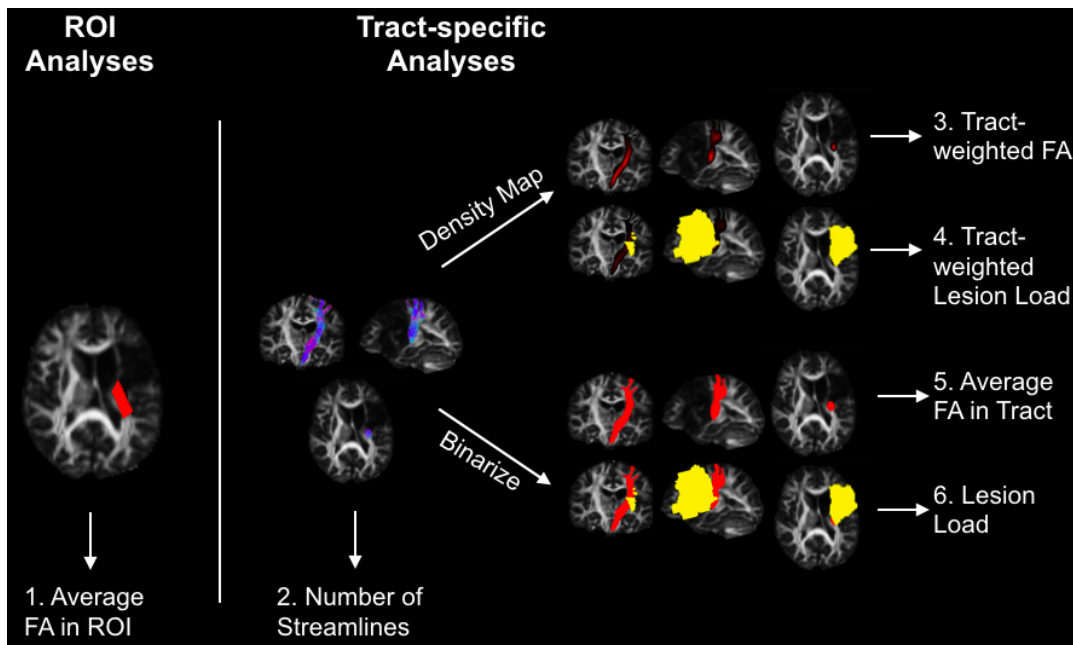 ROI
Analyses
Tract-specific
Analyses
Density Map
3. Tract-
weighted FA
4. Tract-
weighted
Lesion Load
Binarize
5. Average
FA in Tract
6. Lesion
Load
1. Average
FA in ROI
2. Number of
Streamlines